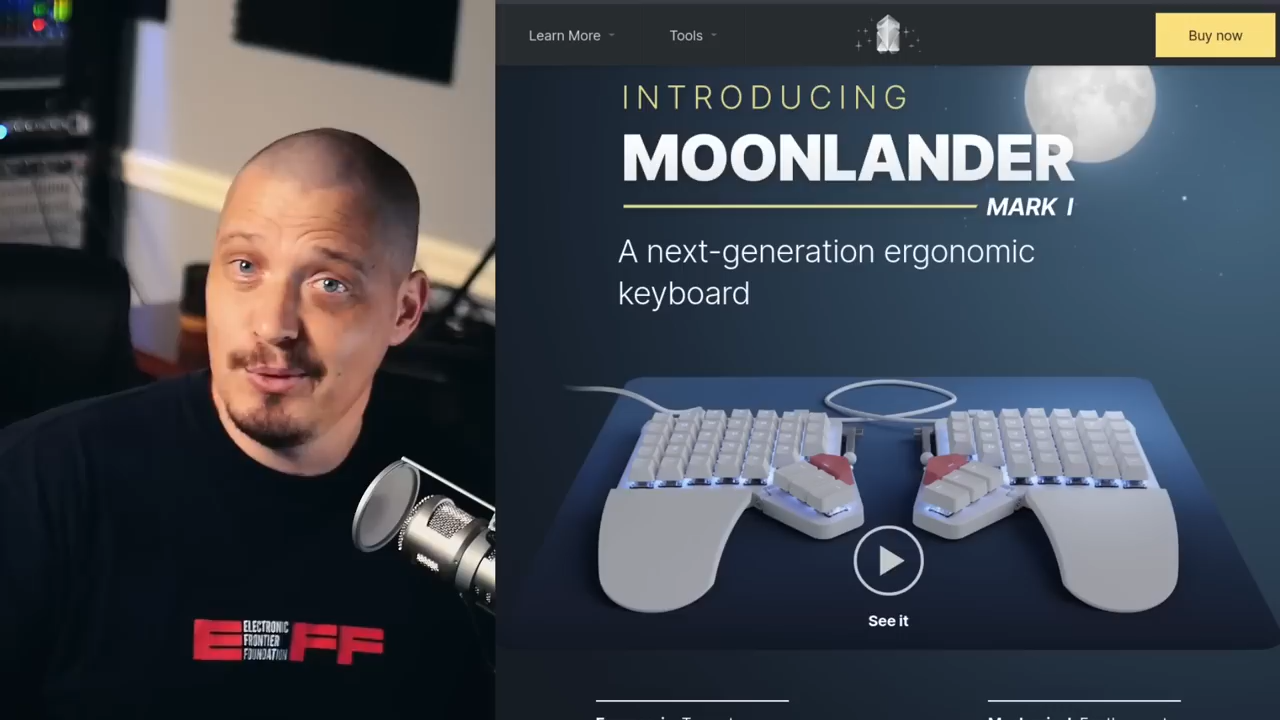 Learn More
Tools
Buy now
INTRODUCING
MOONLANDER
MARK I
A next-generation ergonomic
keyboard
See it
EFF
ELECTRONIC
FRONTIER
FOUNDATION